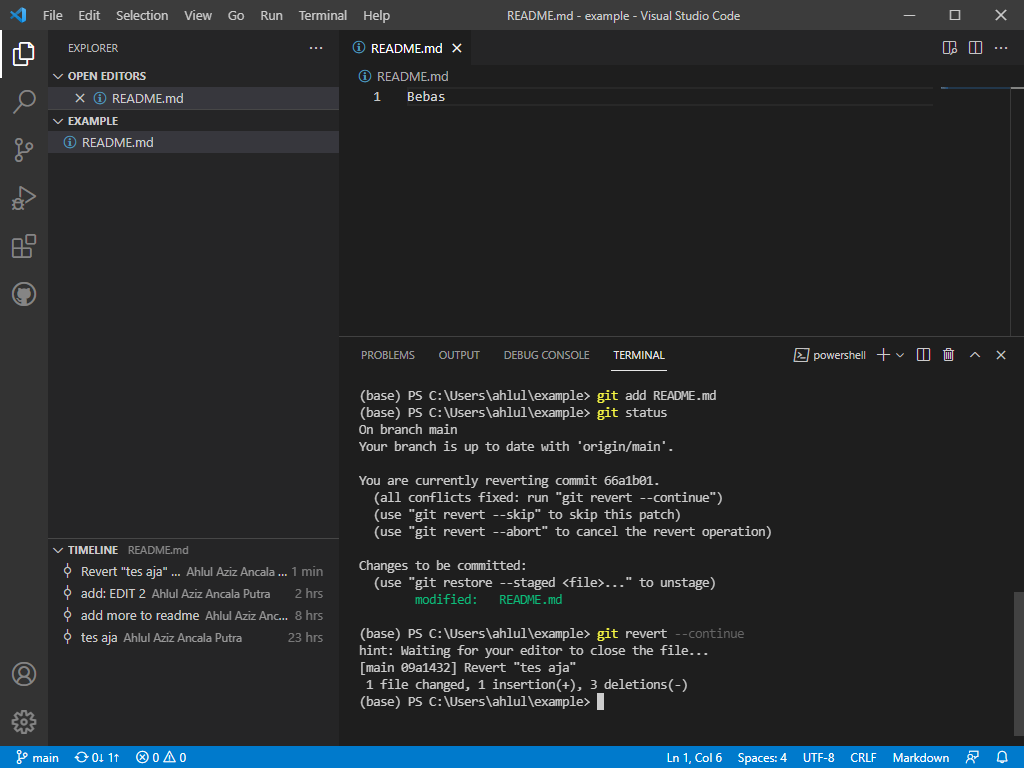 File Edit Selection View Go Run Terminal Help README.md - example - Visual Studio Code
EXPLORER
OPEN EDITORS
README.md
EXAMPLE
README.md
TIMELINE README.md
Revert "tes aja" ... Ahlul Aziz Ancala ... 1 min
add: EDIT 2 Ahlul Aziz Ancala Putra 2 hrs
add more to readme Ahlul Aziz Anc... 8 hrs
tes aja Ahlul Aziz Ancala Putra 23 hrs
README.md
README.md
1 Bebas
PROBLEMS OUTPUT DEBUG CONSOLE TERMINAL powershell
(base) PS C:\Users\ahlul\example> git add README.md
(base) PS C:\Users\ahlul\example> git status
On branch main
Your branch is up to date with 'origin/main'.
You are currently reverting commit 66a1b01.
(all conflicts fixed: run "git revert --continue")
(use "git revert --skip" to skip this patch)
(use "git revert --abort" to cancel the revert operation)
Changes to be committed:
(use "git restore --staged <file>..." to unstage)
modified: README.md
(base) PS C:\Users\ahlul\example> git revert --continue
hint: Waiting for your editor to close the file...
[main 09a1432] Revert "tes aja"
1 file changed, 1 insertion(+), 3 deletions(-)
(base) PS C:\Users\ahlul\example>
main 0↓ 1↑ 0 0 Ln 1, Col 6 Spaces: 4 UTF-8 CRLF Markdown